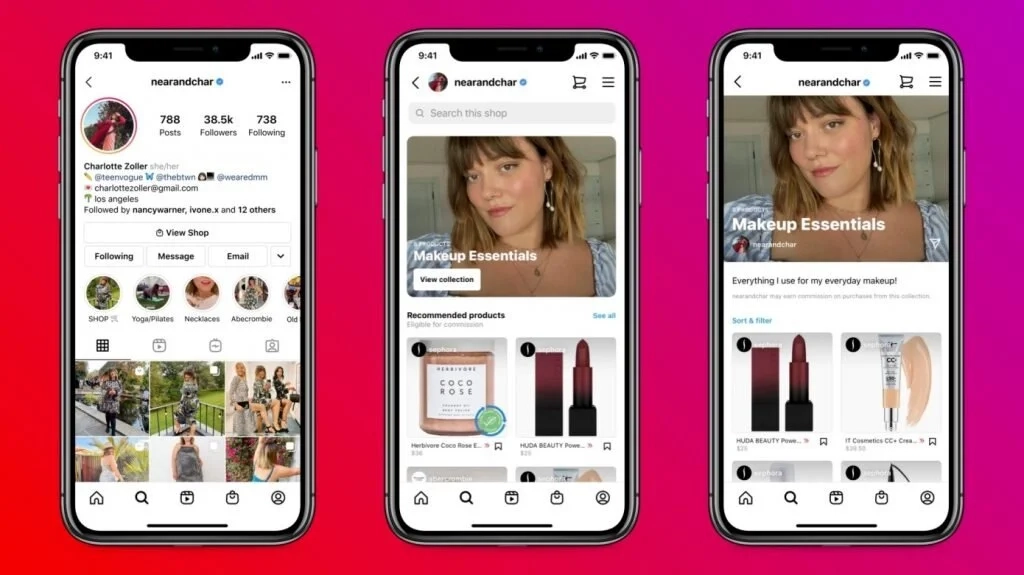 9:41
nearandchar
788
Posts
38.5k
Followers
738
Following
Charlotte Zoller she/her
@teenvogue @thebtwn @wearedmm
charlottezoller@gmail.com
los angeles
Followed by nancywarner, ivone.x and 12 others
View Shop
Following
Message
Email
SHOP
Yoga/Pilates
Necklaces
Abercrombie
Old
9:41
nearandchar
Search this shop
PRODUCTS
Makeup Essentials
View collection
Recommended products
See all
Eligible for commission
sephora
HERBIVORE
COCO
ROSE
sephora
Herbivore Coco Rose E...
$36
HUDA BEAUTY Powe...
$25
abercrombie
sephora
9:41
nearandchar
PRODUCTS
Makeup Essentials
nearandchar
Everything I use for my everyday makeup!
nearandchar may earn commission on purchases from this collection.
Sort & filter
sephora
sephora
CC+
HUDA BEAUTY Powe...
$25
IT Cosmetics CC+ Crea...
$39.50
sephora
sephora